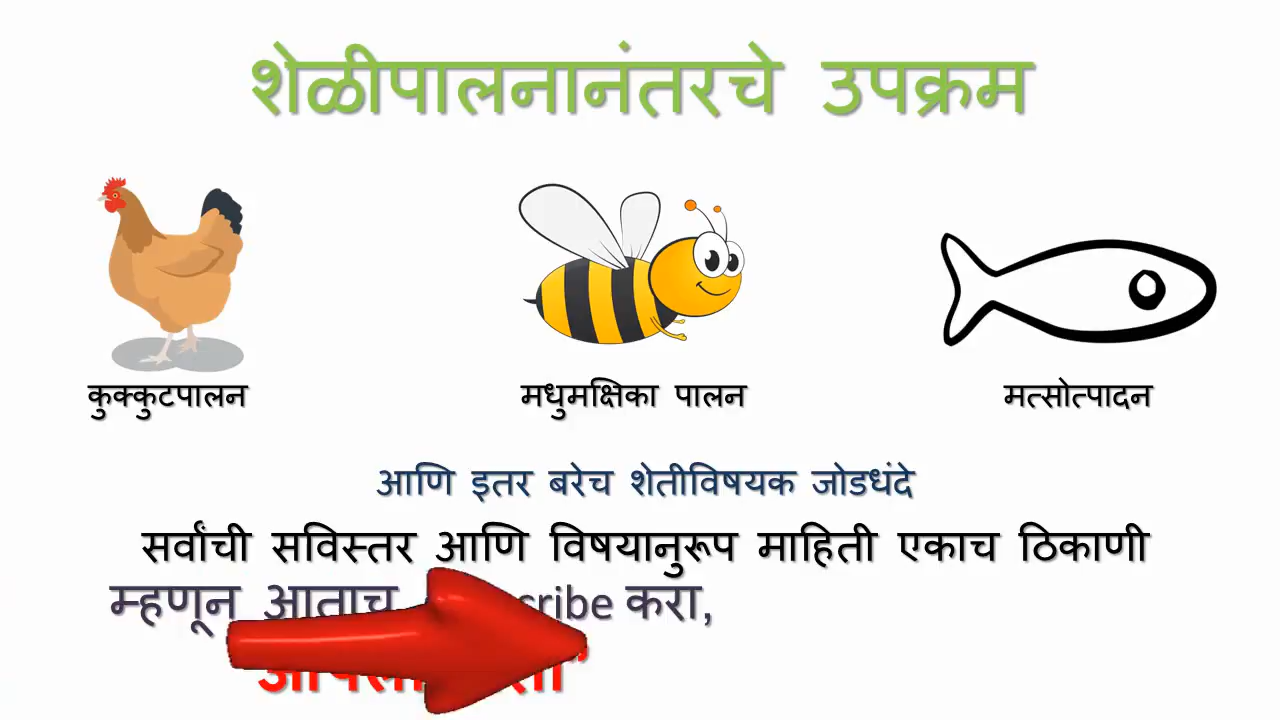 शेळीपालनानंतरचे उपक्रम
कुक्कुटपालन मधुमक्षिका पालन मत्सोत्पादन
आणि इतर बरेच शेतीविषयक जोडधंदे
सर्वांची सविस्तर आणि विषयानुरूप माहिती एकाच ठिकाणी
म्हणून आताच करा,